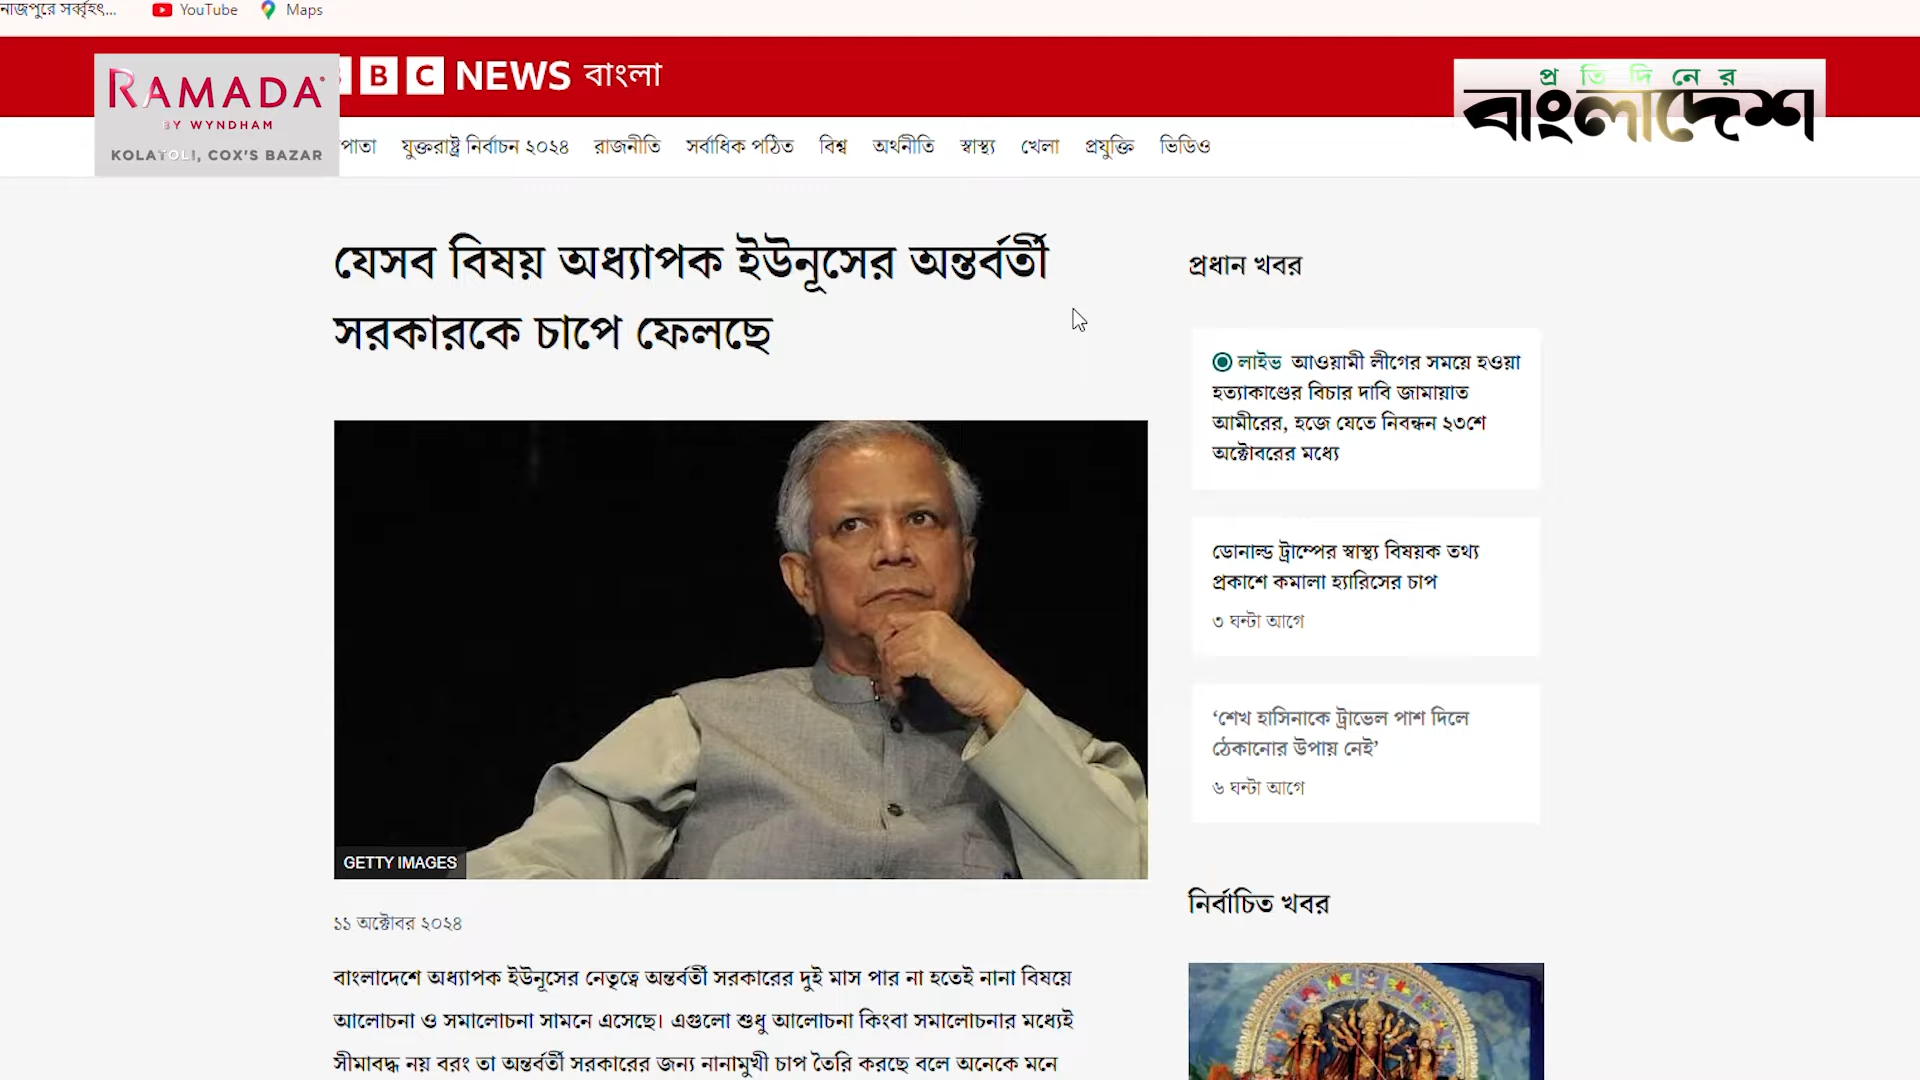 নাজপুরে সর্ব্বৃহৎ...
YouTube
Maps
RAMADA
BY WYNDHAM
KOLATOLI, COX'S BAZAR
B C NEWS বাংলা
প্রতিদিনের
বাংলাদেশ
পাতা যুক্তরাষ্ট্র নির্বাচন ২০২৪ রাজনীতি সর্বাধিক পঠিত বিশ্ব অর্থনীতি স্বাস্থ্য খেলা প্রযুক্তি ভিডিও
যেসব বিষয় অধ্যাপক ইউনূসের অন্তর্বর্তী
সরকারকে চাপে ফেলছে
GETTY IMAGES
১১ অক্টোবর ২০২৪
বাংলাদেশে অধ্যাপক ইউনূসের নেতৃত্বে অন্তর্বর্তী সরকারের দুই মাস পার না হতেই নানা বিষয়ে
আলোচনা ও সমালোচনা সামনে এসেছে। এগুলো শুধু আলোচনা কিংবা সমালোচনার মধ্যেই
সীমাবদ্ধ নয় বরং তা অন্তর্বর্তী সরকারের জন্য নানামুখী চাপ তৈরি করছে বলে অনেকে মনে
প্রধান খবর
লাইভ আওয়ামী লীগের সময়ে হওয়া
হত্যাকাণ্ডের বিচার দাবি জামায়াত
আমীরের, হজে যেতে নিবন্ধন ২৩শে
অক্টোবরের মধ্যে
ডোনাল্ড ট্রাম্পের স্বাস্থ্য বিষয়ক তথ্য
প্রকাশে কমালা হ্যারিসের চাপ
৩ ঘন্টা আগে
‘শেখ হাসিনাকে ট্রাভেল পাশ দিলে
ঠেকানোর উপায় নেই’
৬ ঘন্টা আগে
নির্বাচিত খবর